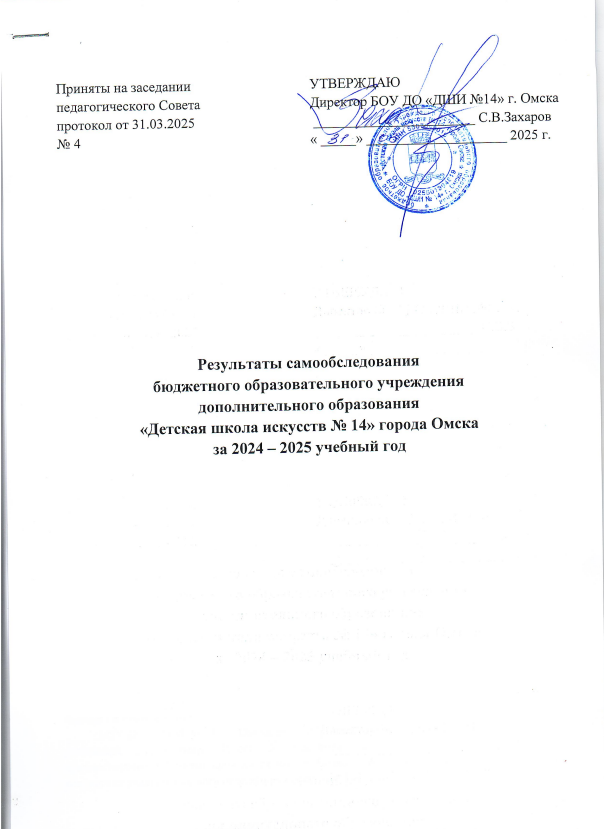 Приняты на заседании
педагогического Совета
протокол от 31.03.2025
№ 4
УТВЕРЖДАЮ
Директор БОУ ДО «ДШИ №14» г. Омска
С.В.Захаров
« 31 » 2025 г.
Результаты самообследования
бюджетного образовательного учреждения
дополнительного образования
«Детская школа искусств № 14» города Омска
за 2024 – 2025 учебный год